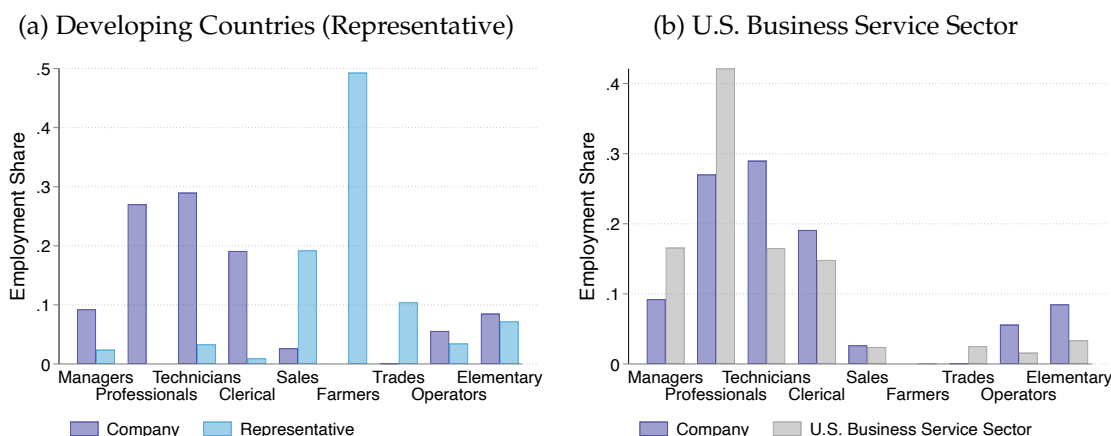 (a) Developing Countries (Representative)
Employment Share
.5
.4
.3
.2
.1
0
Managers
Professionals
Technicians
Clerical
Sales
Farmers
Trades
Operators
Elementary
Company
Representative
(b) U.S. Business Service Sector
Employment Share
.4
.3
.2
.1
0
Managers
Professionals
Technicians
Clerical
Sales
Farmers
Trades
Operators
Elementary
Company
U.S. Business Service Sector